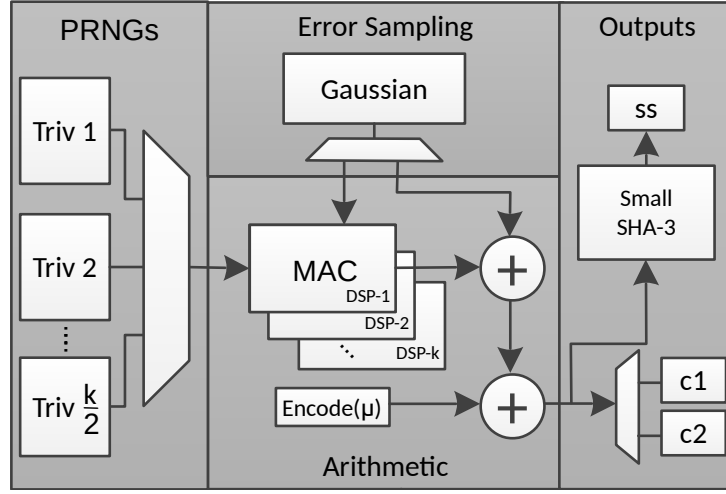 PRNGs
Error Sampling
Outputs
Gaussian
Triv 1
Triv 2
Triv k/2
MAC
DSP-1
DSP-2
DSP-k
Encode(μ)
Arithmetic
ss
Small
SHA-3
c1
c2